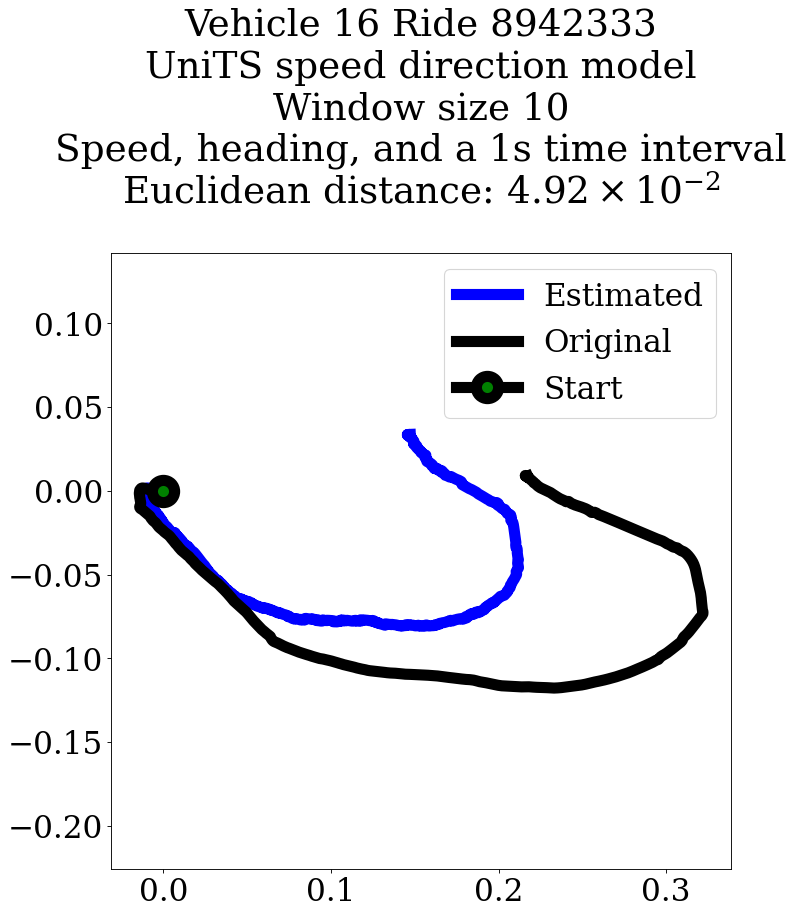 Vehicle 16 Ride 8942333
UniTS speed direction model
Window size 10
Speed, heading, and a 1s time interval
Euclidean distance: 4.92 × 10⁻²
Estimated
Original
Start
0.10
0.05
0.00
−0.05
−0.10
−0.15
−0.20
0.0 0.1 0.2 0.3